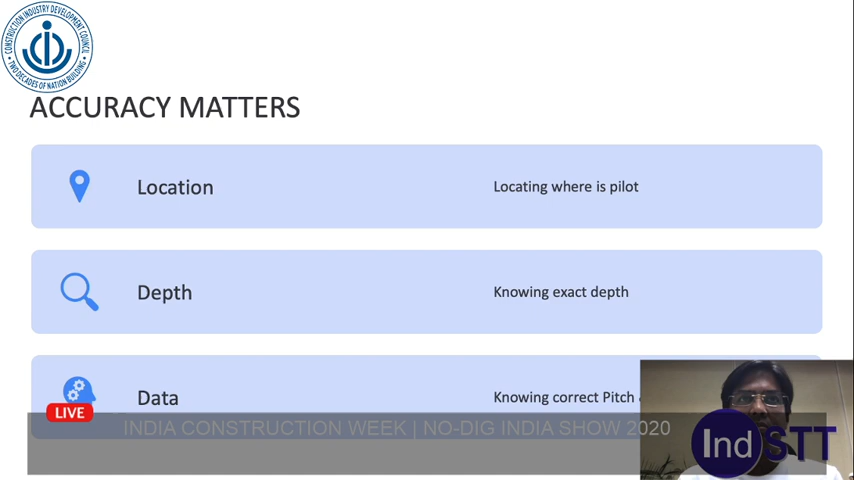 CONSTRUCTION INDUSTRY DEVELOPMENT COUNCIL
TWO DECADES OF NATION BUILDING
ACCURACY MATTERS
Location
Locating where is pilot
Depth
Knowing exact depth
Data
Knowing correct Pitch
LIVE
INDIA CONSTRUCTION WEEK | NO-DIG INDIA SHOW 2020
IndSTT